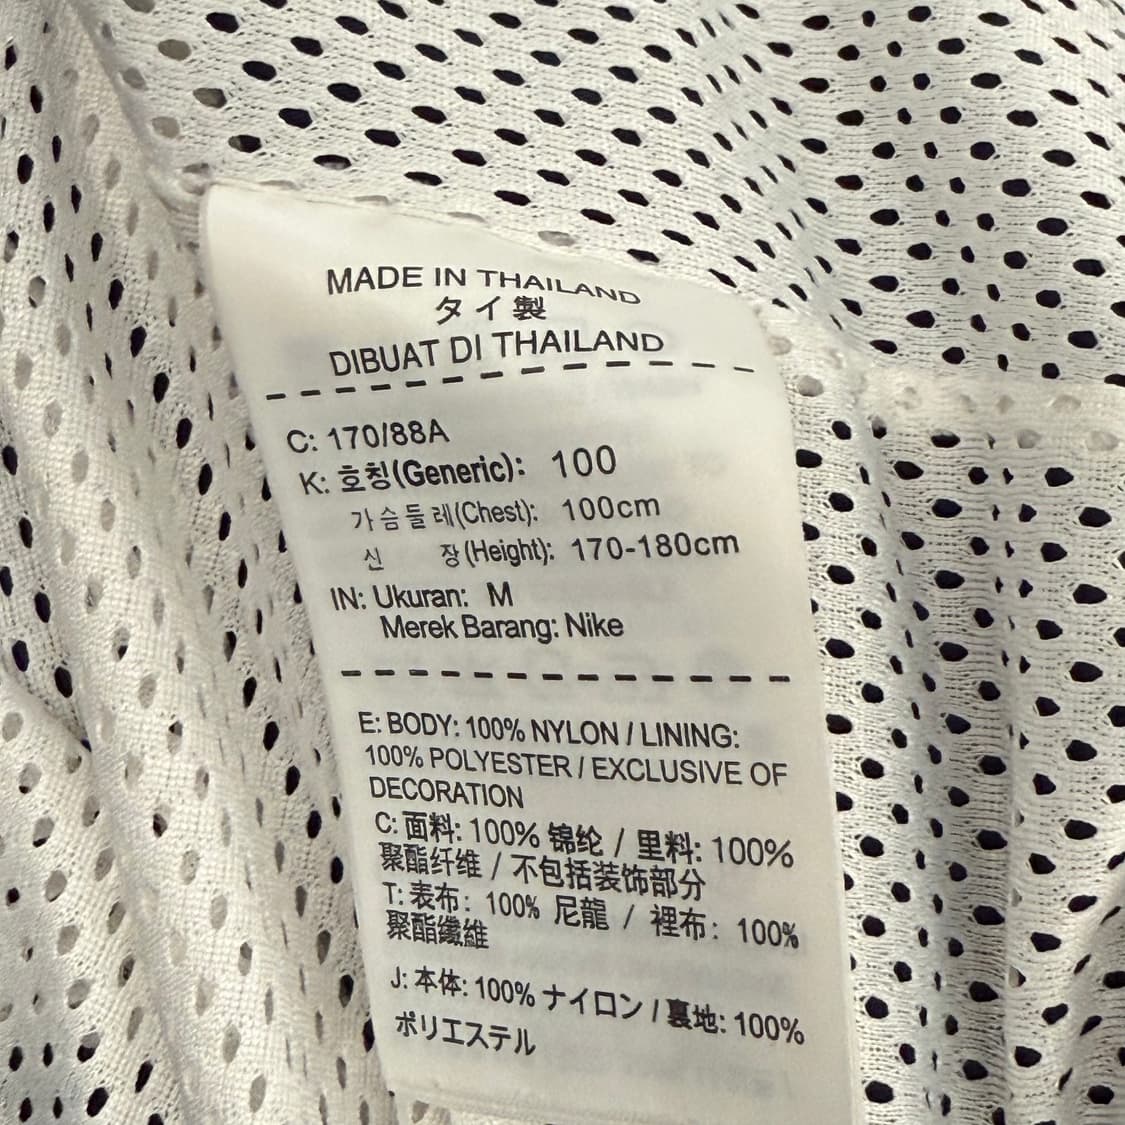 MADE IN THAILAND
タイ製
DIBUAT DI THAILAND
C: 170/88A
K: 호칭(Generic): 100
가슴둘레(Chest): 100cm
신 장(Height): 170-180cm
IN: Ukuran: M
Merek Barang: Nike
E: BODY: 100% NYLON / LINING:
100% POLYESTER / EXCLUSIVE OF
DECORATION
C: 面料: 100% 锦纶 / 里料: 100%
聚酯纤维 / 不包括装饰部分
T: 表布: 100% 尼龍 / 裡布: 100%
聚酯纖維
J: 本体: 100% ナイロン / 裏地: 100%
ポリエステル